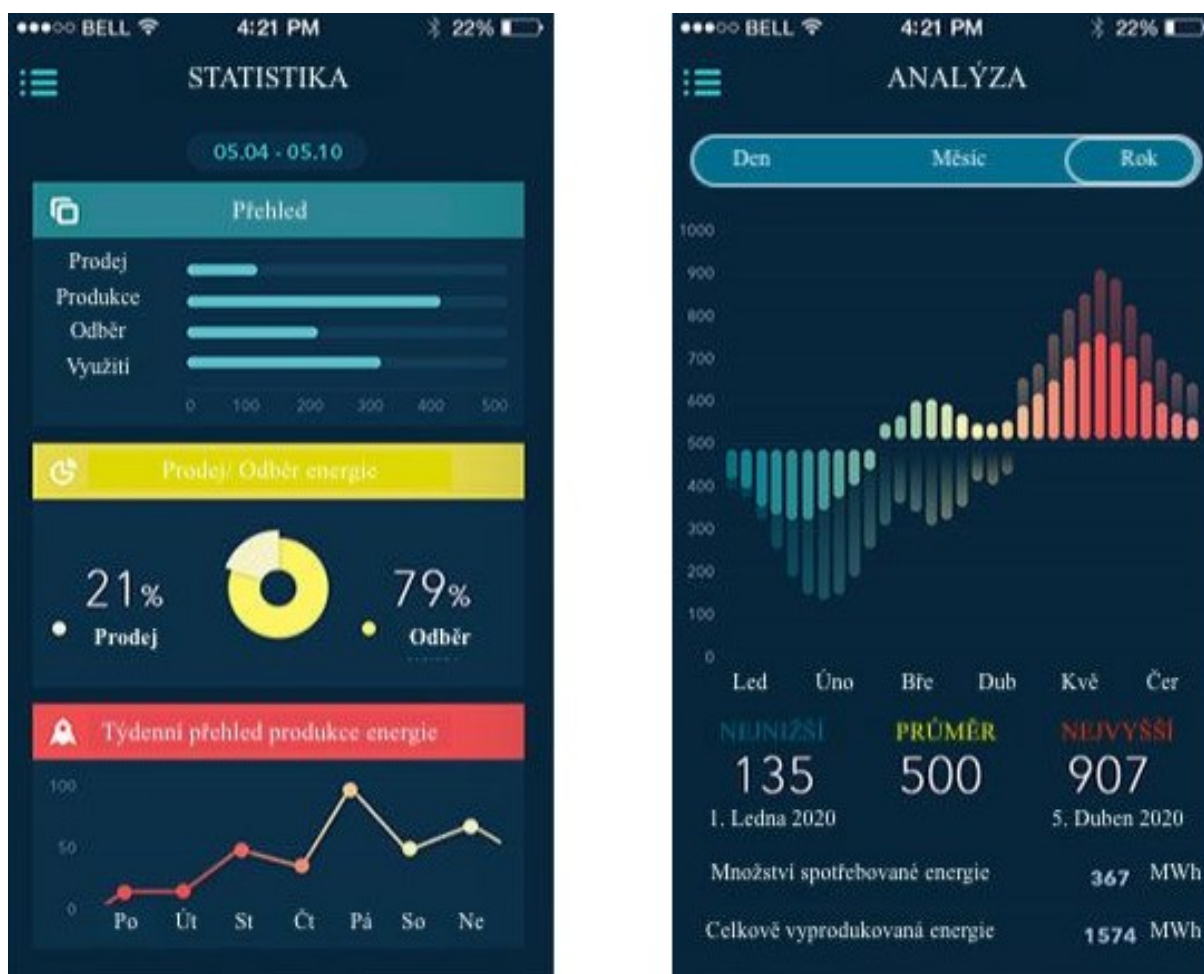 BELL 4:21 PM 22%
STATISTIKA
05.04 - 05.10
Přehled
Prodej
Produkce
Odběr
Využití
0 100 200 300 400 500
Prodej/ Odběr energie
21% 79%
Prodej Odběr
Týdenní přehled produkce energie
100
50
0
Po Út St Čt Pá So Ne
BELL 4:21 PM 22%
ANALÝZA
Den Měsíc Rok
1000
900
800
700
600
500
400
300
200
100
0
Led Úno Bře Dub Kvě Čer
NEJNIŽŠÍ PRŮMĚR NEJVYŠŠÍ
135 500 907
1. Ledna 2020 5. Duben 2020
Množství spotřebované energie 367 MWh
Celkově vyprodukovaná energie 1574 MWh